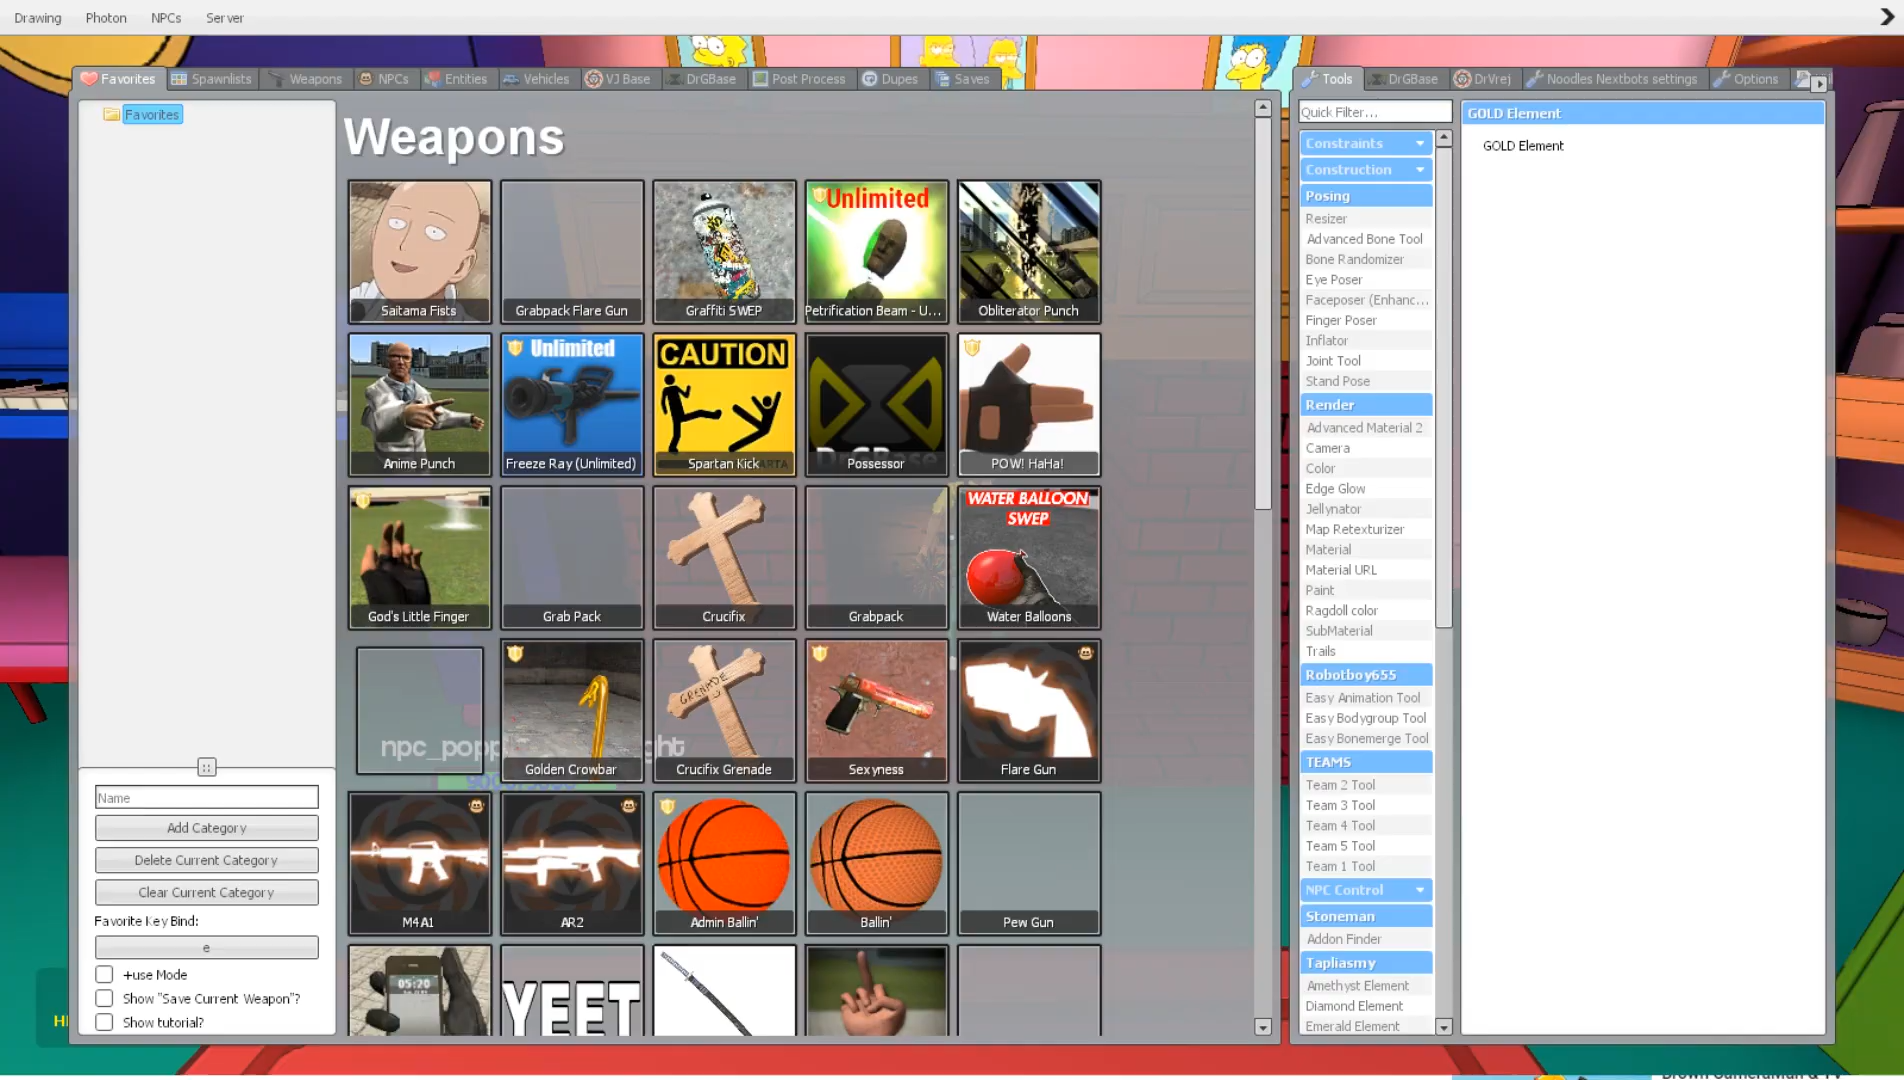 Drawing Photon NPCs Server
Favorites Spawnlists Weapons NPCs Entities Vehicles VJ Base DrGBase Post Process Dupes Saves
Tools DrGBase DrVrej Noodles Nextbots settings Options
Favorites
Weapons
Unlimited
Saitama Fists
Grabpack Flare Gun
Graffiti SWEP
Petrification Beam - U...
Obliterator Punch
Unlimited
CAUTION
Anime Punch
Freeze Ray (Unlimited)
Spartan Kick
Possessor
POW! HaHa!
WATER BALLOON
SWEP
God's Little Finger
Grab Pack
Crucifix
Grabpack
Water Balloons
GRENADE
npc_popp
ght
Golden Crowbar
Crucifix Grenade
Sexyness
Flare Gun
M4A1
AR2
Admin Ballin'
Ballin'
Pew Gun
05:20
YEET
Name
Add Category
Delete Current Category
Clear Current Category
Favorite Key Bind:
e
+use Mode
Show "Save Current Weapon"?
Show tutorial?
Quick Filter...
Constraints
Construction
Posing
Resizer
Advanced Bone Tool
Bone Randomizer
Eye Poser
Faceposer (Enhanc...
Finger Poser
Inflator
Joint Tool
Stand Pose
Render
Advanced Material 2
Camera
Color
Edge Glow
Jellynator
Map Retexturizer
Material
Material URL
Paint
Ragdoll color
SubMaterial
Trails
Robotboy655
Easy Animation Tool
Easy Bodygroup Tool
Easy Bonemerge Tool
TEAMS
Team 2 Tool
Team 3 Tool
Team 4 Tool
Team 5 Tool
Team 1 Tool
NPC Control
Stoneman
Addon Finder
Tapliasmy
Amethyst Element
Diamond Element
Emerald Element
GOLD Element
GOLD Element